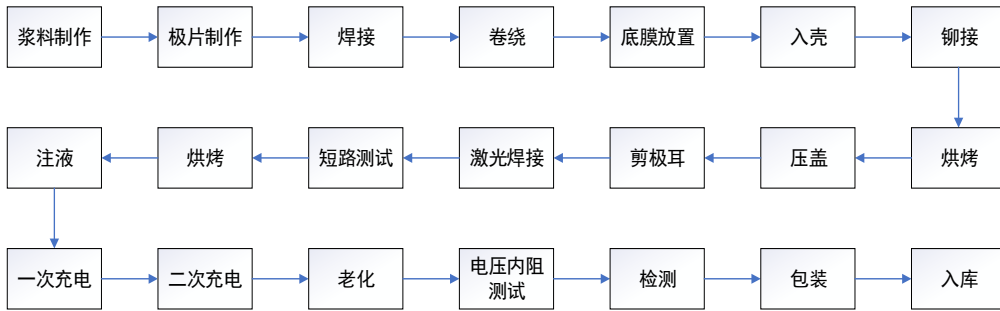 浆料制作
极片制作
焊接
卷绕
底膜放置
入壳
铆接
注液
烘烤
短路测试
激光焊接
剪极耳
压盖
烘烤
一次充电
二次充电
老化
电压内阻
测试
检测
包装
入库